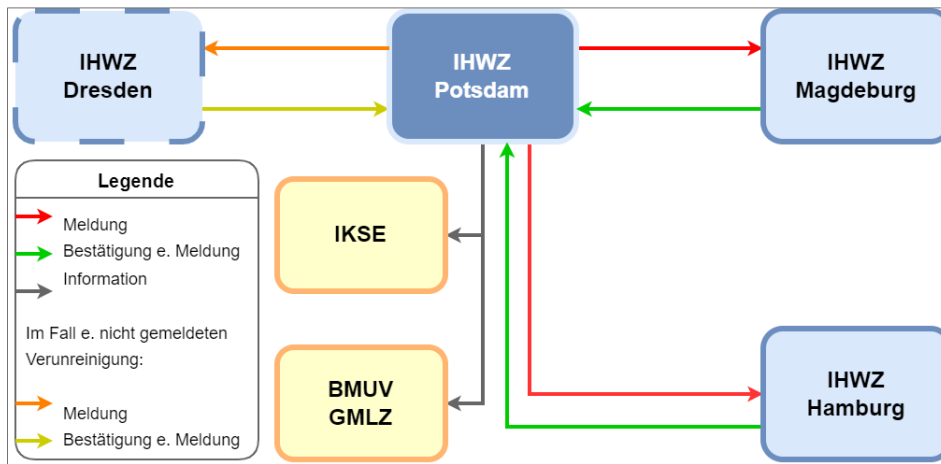 IHWZ
Dresden
IHWZ
Potsdam
IHWZ
Magdeburg
Legende
Meldung
Bestätigung e. Meldung
Information
Im Fall e. nicht gemeldeten
Verunreinigung:
Meldung
Bestätigung e. Meldung
IKSE
BMUV
GMLZ
IHWZ
Hamburg